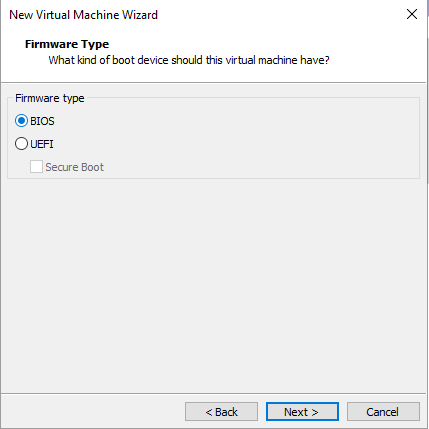 New Virtual Machine Wizard
Firmware Type
What kind of boot device should this virtual machine have?
Firmware type
BIOS
UEFI
Secure Boot
< Back
Next >
Cancel